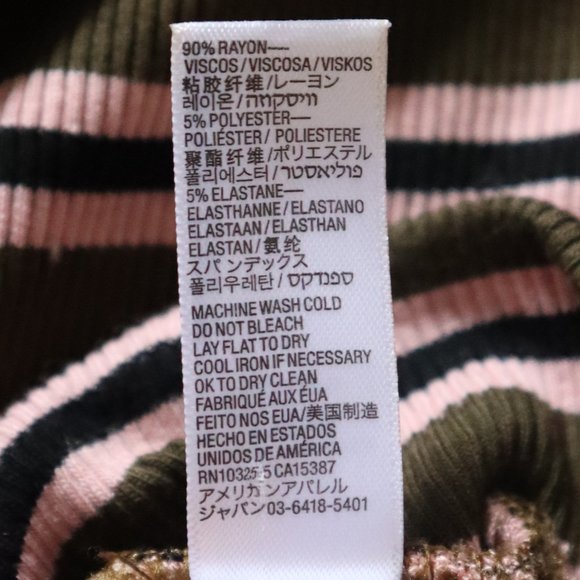 90% RAYON—
VISCOS/VISCOSA/VISKOS
粘胶纤维/レーヨン
레이온/וויסקוזה
5% POLYESTER—
POLIÉSTER/POLIESTERE
聚酯纤维/ポリエステル
폴리에스터/פוליאסטר
5% ELASTANE—
ELASTHANNE/ELASTANO
ELASTAAN/ELASTHAN
ELASTAN/氨纶
スパンデックス
폴리우레탄/ספנדקס
MACHINE WASH COLD
DO NOT BLEACH
LAY FLAT TO DRY
COOL IRON IF NECESSARY
OK TO DRY CLEAN
FABRIQUÉ AUX ÉUA
FEITO NOS EUA/美国制造
HECHO EN ESTADOS
UNIDOS DE AMÉRICA
RN103255 CA15387
アメリカンアパレル
ジャパン03-6418-5401